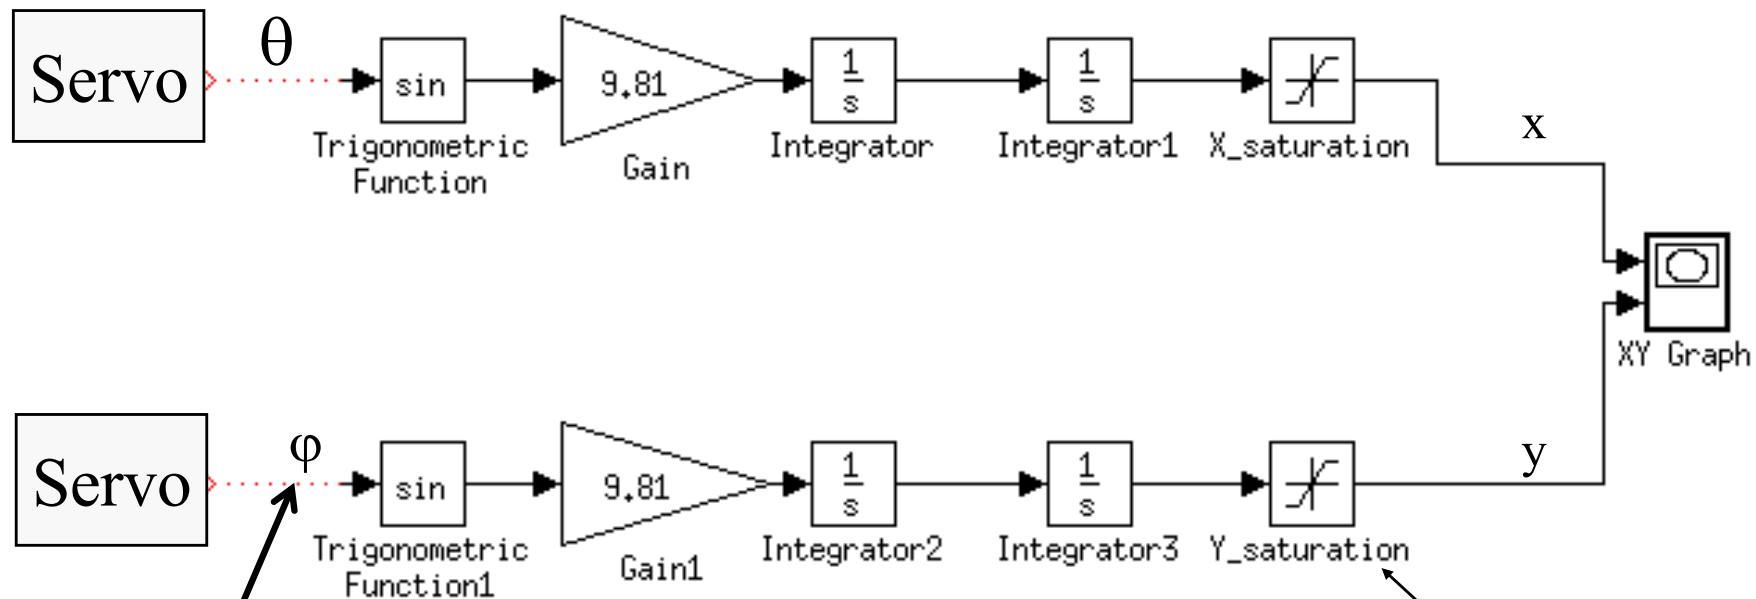 Servo
θ
sin
Trigonometric
Function
9.81
Gain
1
s
Integrator
1
s
Integrator1
X_saturation
x
XY Graph
Servo
φ
sin
Trigonometric
Function1
9.81
Gain1
1
s
Integrator2
1
s
Integrator3
Y_saturation
y